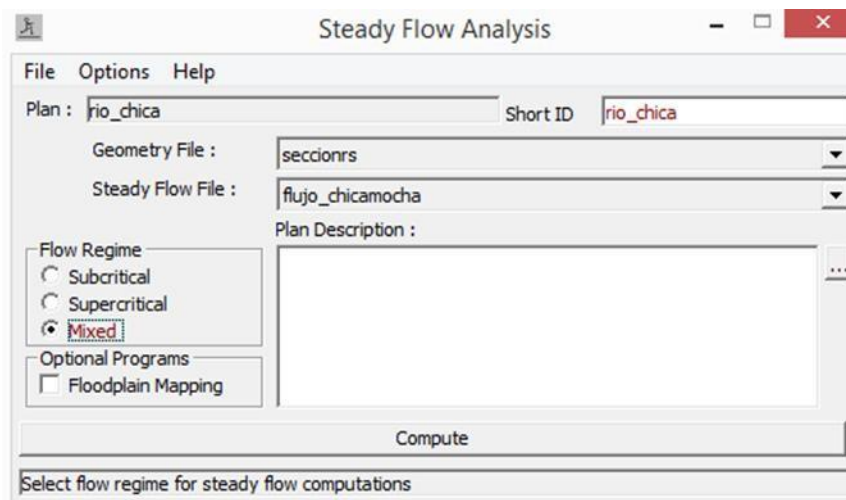 Steady Flow Analysis
File Options Help
Plan : rio_chica Short ID rio_chica
Geometry File : seccionrs
Steady Flow File : flujo_chicamocha
Plan Description :
Flow Regime
Subcritical
Supercritical
Mixed
Optional Programs
Floodplain Mapping
...
Compute
Select flow regime for steady flow computations